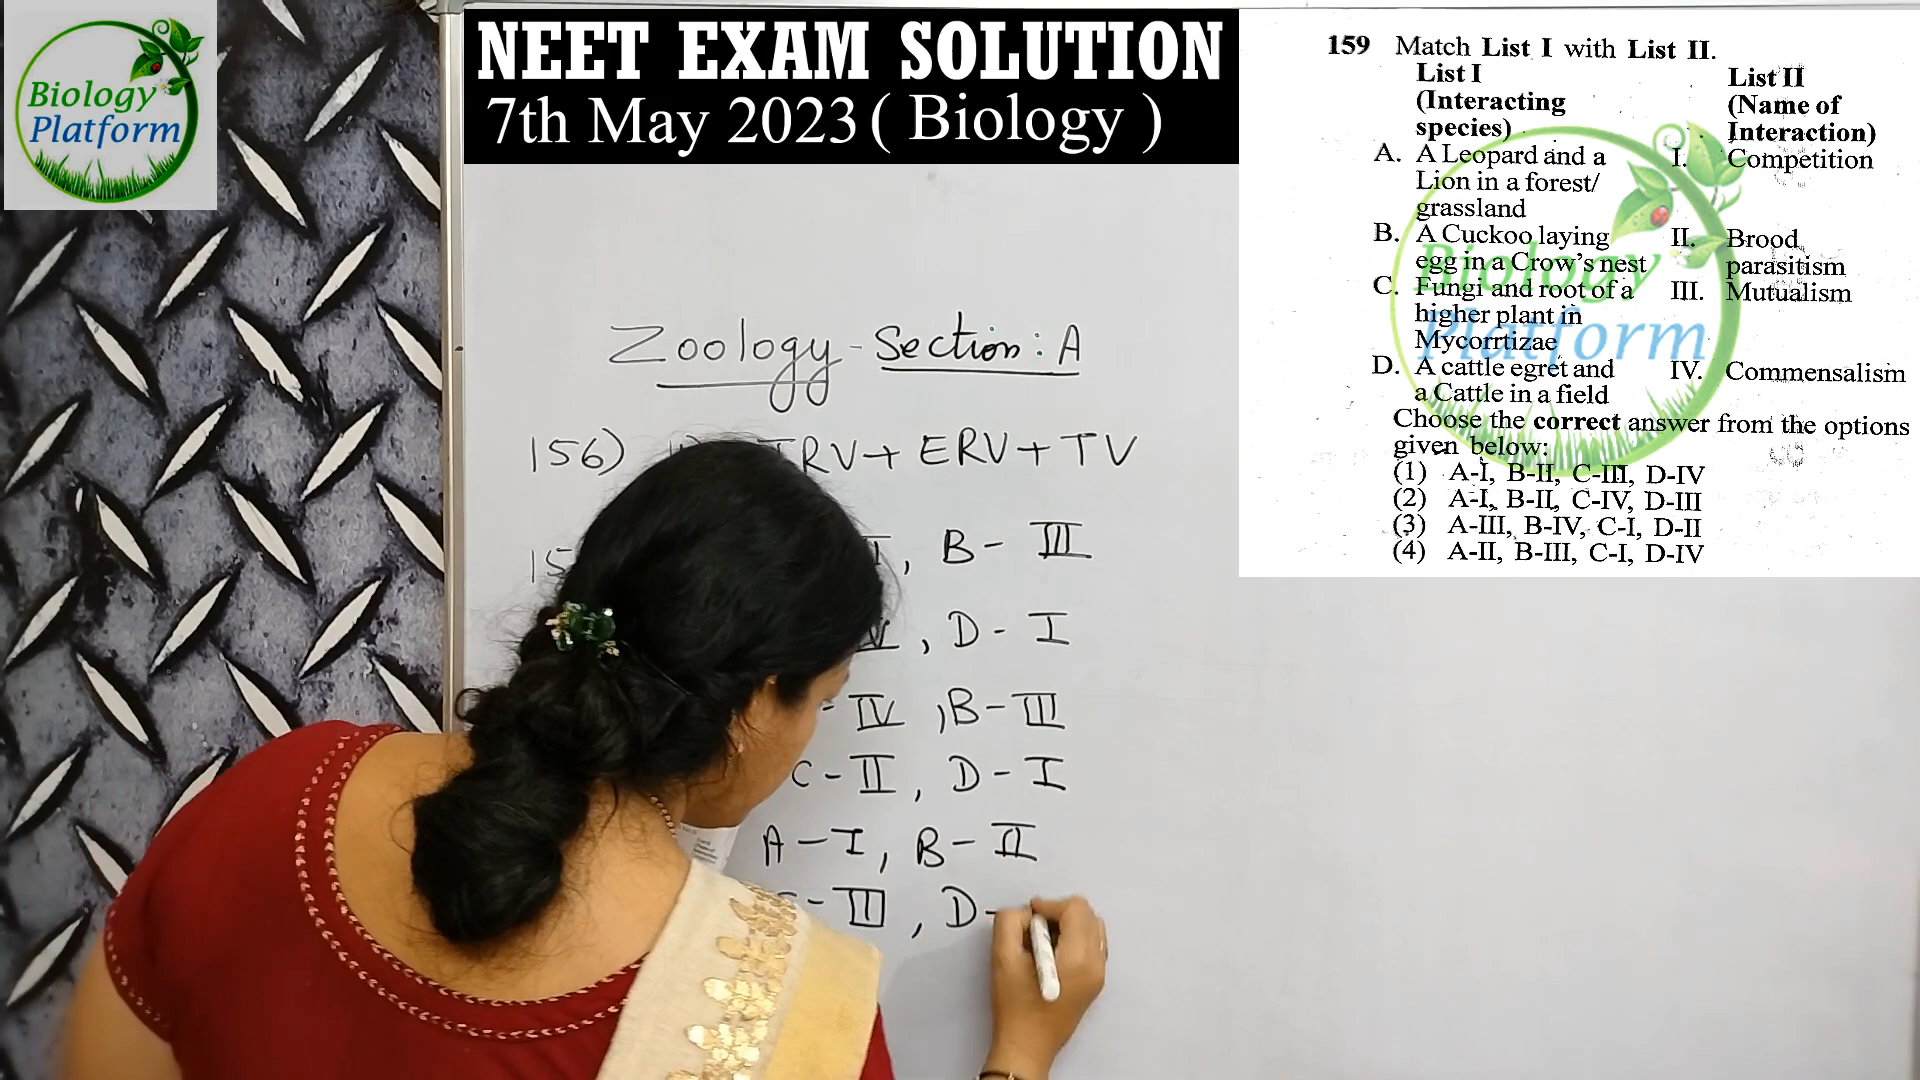 Biology
Platform
NEET EXAM SOLUTION
7th May 2023 ( Biology )
159 Match List I with List II.
List I List II
(Interacting (Name of
species) Interaction)
A. A Leopard and a I. Competition
Lion in a forest/
grassland
B. A Cuckoo laying II. Brood
egg in a Crow's nest parasitism
C. Fungi and root of a III. Mutualism
higher plant in
Mycorrtizae
D. A cattle egret and IV. Commensalism
a Cattle in a field
Choose the correct answer from the options
given below:
(1) A-I, B-II, C-III, D-IV
(2) A-I, B-II, C-IV, D-III
(3) A-III, B-IV, C-I, D-II
(4) A-II, B-III, C-I, D-IV
Biology
Platform
Zoology - Section : A
156) IRV + ERV + TV
, B - III
, D - I
- IV , B - III
C - II , D - I
A - I , B - II
- III , D -